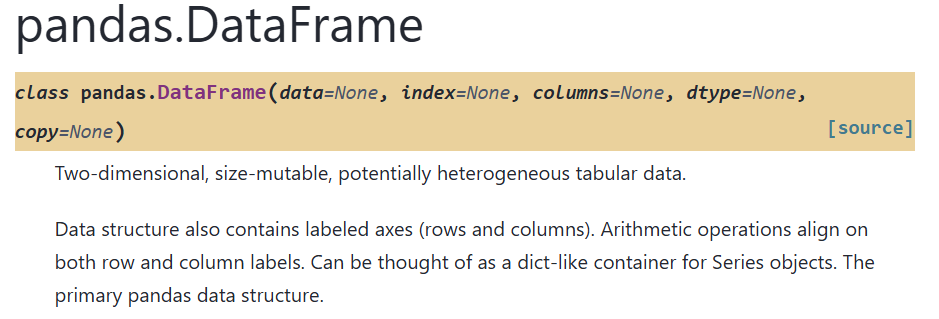 pandas.DataFrame
class pandas.DataFrame(data=None, index=None, columns=None, dtype=None,
copy=None) [source]
Two-dimensional, size-mutable, potentially heterogeneous tabular data.
Data structure also contains labeled axes (rows and columns). Arithmetic operations align on
both row and column labels. Can be thought of as a dict-like container for Series objects. The
primary pandas data structure.